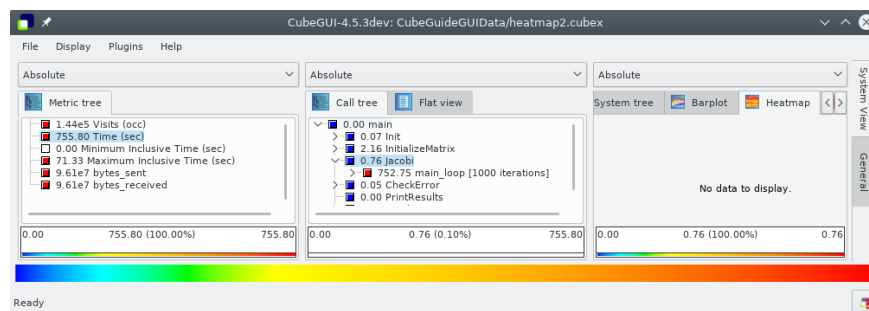 CubeGUI-4.5.3dev: CubeGuideGUIData/heatmap2.cubex
File Display Plugins Help
Absolute
Metric tree
1.44e5 Visits (occ)
755.80 Time (sec)
0.00 Minimum Inclusive Time (sec)
71.33 Maximum Inclusive Time (sec)
9.61e7 bytes_sent
9.61e7 bytes_received
0.00 755.80 (100.00%) 755.80
Absolute
Call tree Flat view
0.00 main
0.07 Init
2.16 InitializeMatrix
0.76 Jacobi
752.75 main_loop [1000 iterations]
0.05 CheckError
0.00 PrintResults
0.00 0.76 (0.10%) 755.80
Absolute
System tree Barplot Heatmap
No data to display.
0.00 0.76 (100.00%) 0.76
System View
General
Ready